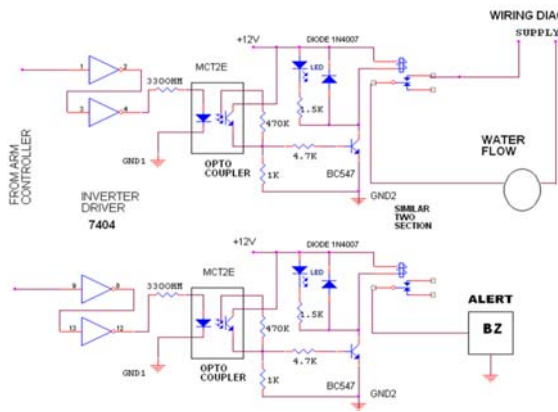 WIRING DIAG
SUPPLY
+12V
DIODE 1N4007
MCT2E
LED
1
2
330OHM
1.5K
3
4
470K
WATER
FLOW
4.7K
GND1
OPTO
COUPLER
1K
BC547
GND2
FROM ARM
CONTROLLER
INVERTER
DRIVER
7404
SIMILAR
TWO
SECTION
+12V
DIODE 1N4007
MCT2E
LED
9
8
330OHM
1.5K
ALERT
13
12
470K
BZ
4.7K
GND1
OPTO
COUPLER
1K
BC547
GND2